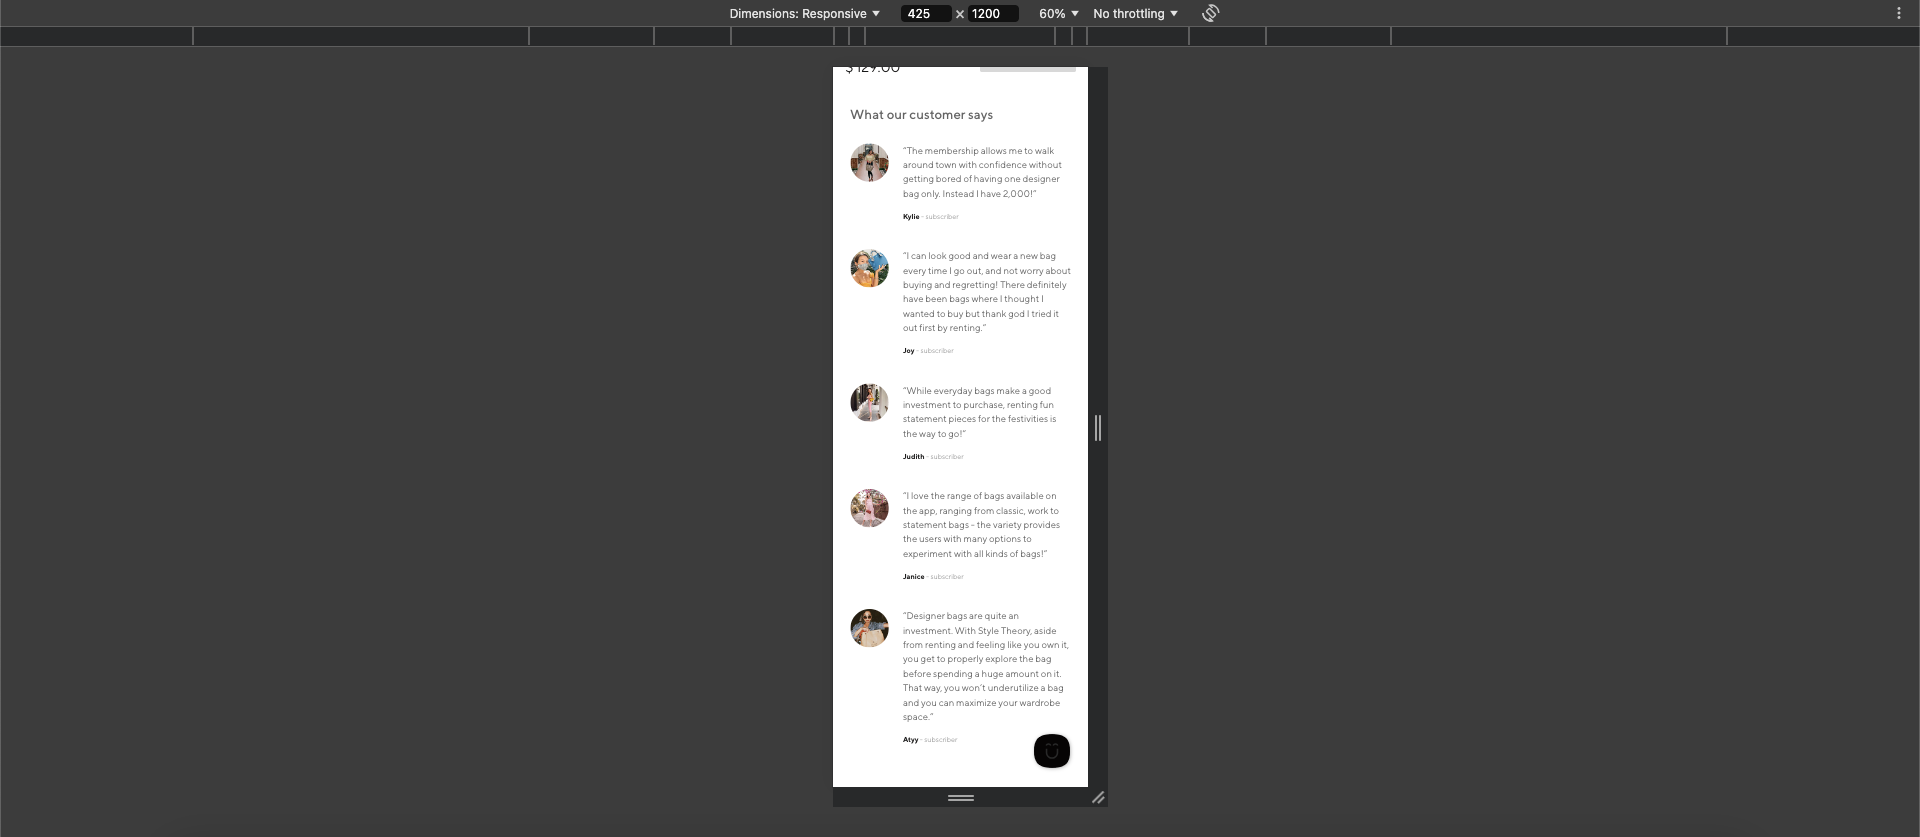 Dimensions: Responsive 425 × 1200 60% No throttling
$ 129.00
What our customer says
“The membership allows me to walk
around town with confidence without
getting bored of having one designer
bag only. Instead I have 2,000!”
Kylie - subscriber
“I can look good and wear a new bag
every time I go out, and not worry about
buying and regretting! There definitely
have been bags where I thought I
wanted to buy but thank god I tried it
out first by renting.”
Joy - subscriber
“While everyday bags make a good
investment to purchase, renting fun
statement pieces for the festivities is
the way to go!”
Judith - subscriber
“I love the range of bags available on
the app, ranging from classic, work to
statement bags - the variety provides
the users with many options to
experiment with all kinds of bags!”
Janice - subscriber
“Designer bags are quite an
investment. With Style Theory, aside
from renting and feeling like you own it,
you get to properly explore the bag
before spending a huge amount on it.
That way, you won’t underutilize a bag
and you can maximize your wardrobe
space.”
Atyy - subscriber